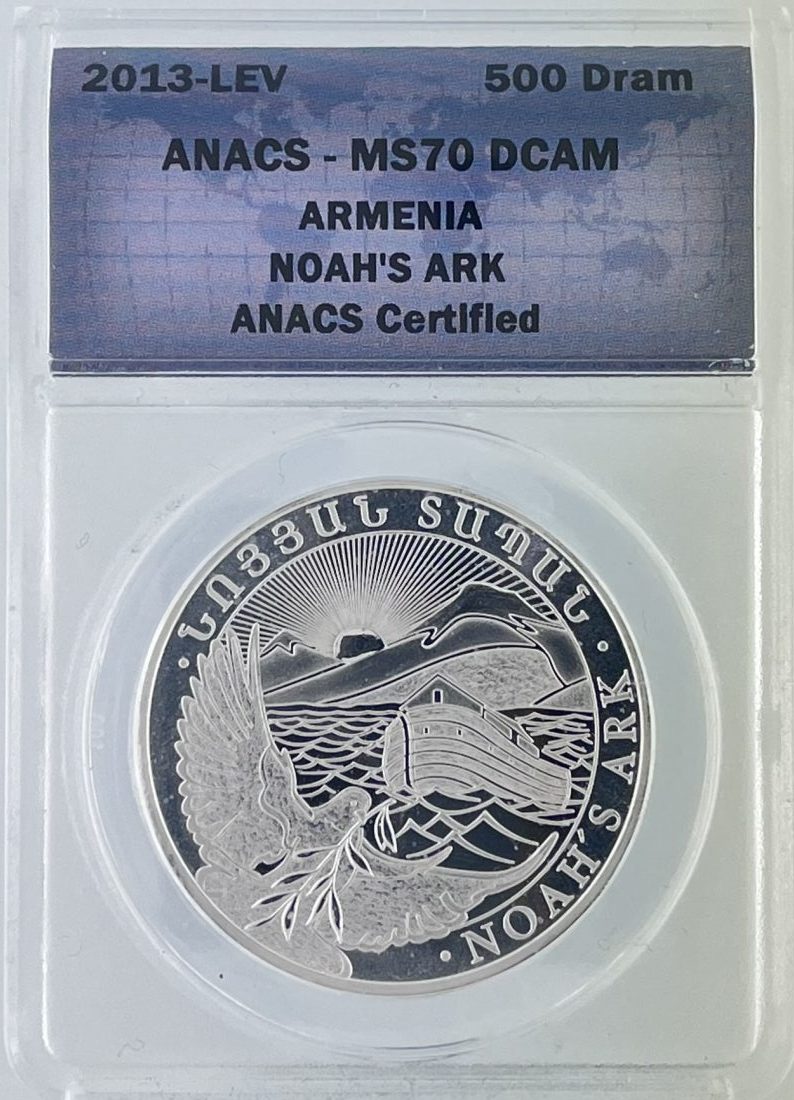 2013-LEV 500 Dram
ANACS - MS70 DCAM
ARMENIA
NOAH'S ARK
ANACS Certified
· ՆՈՅՅԱՆ ՏԱՊԱՆ ·
· NOAH'S ARK